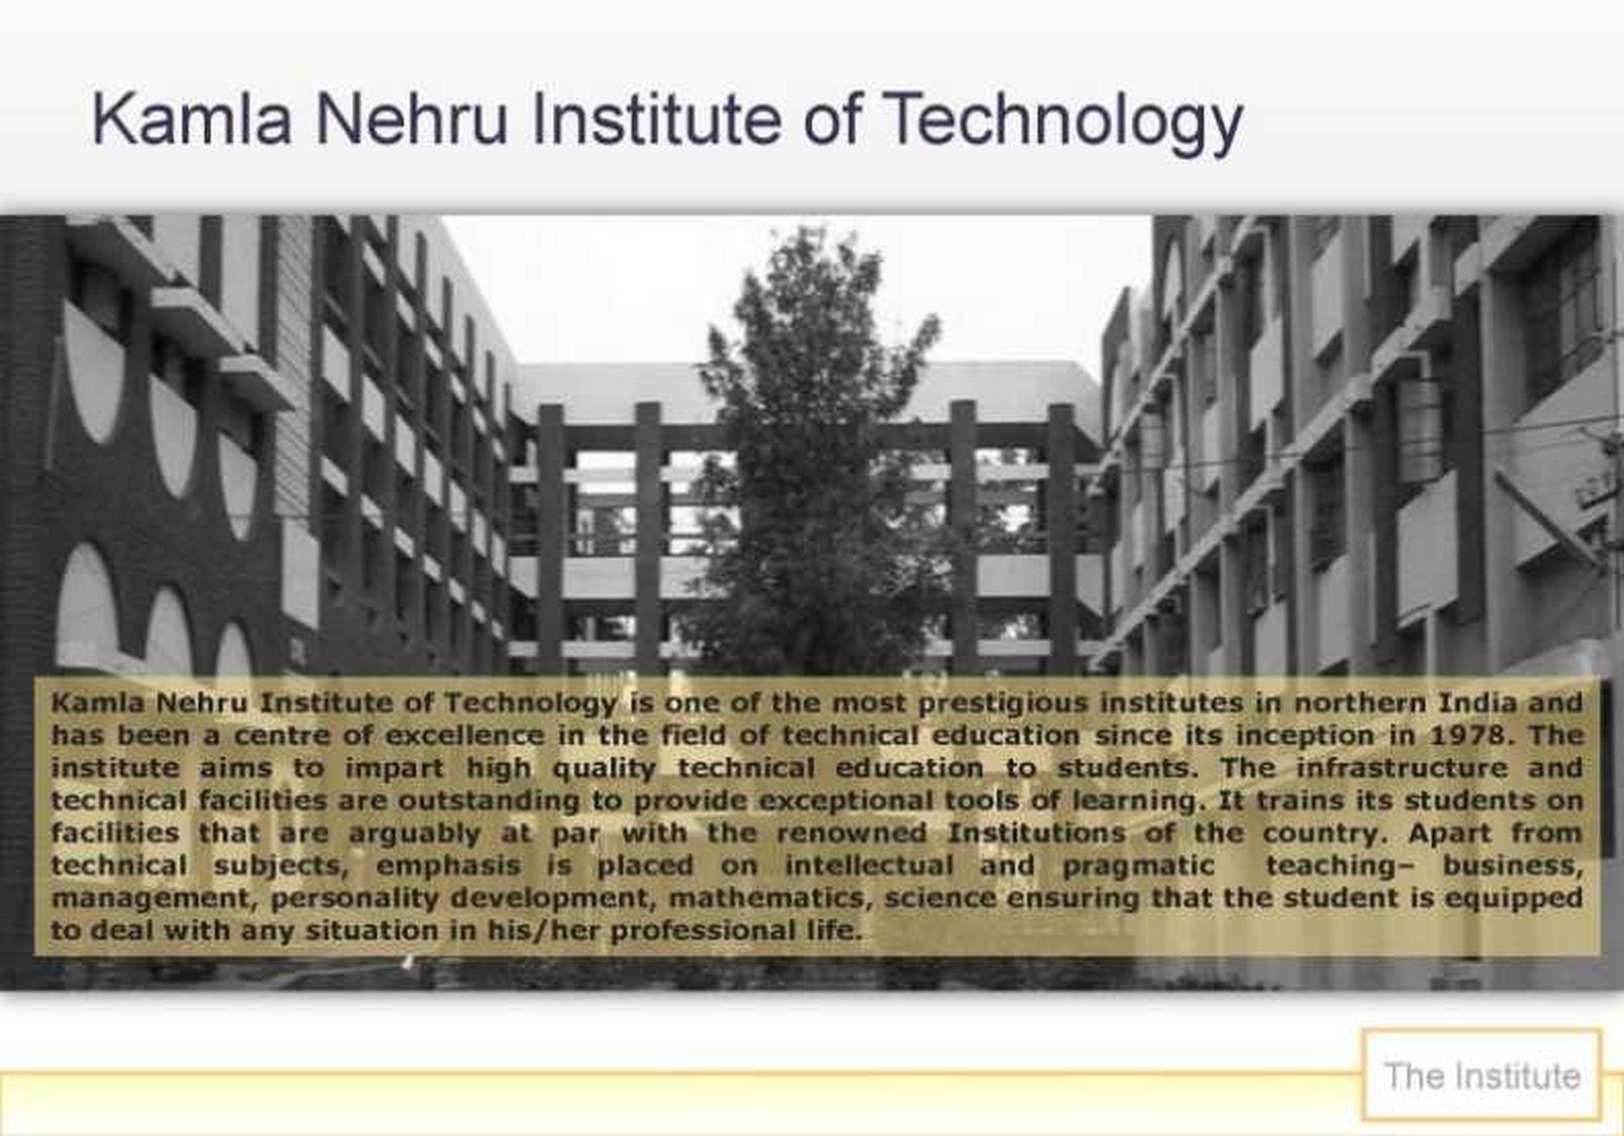 Kamla Nehru Institute of Technology
Kamla Nehru Institute of Technology is one of the most prestigious institutes in northern India and
has been a centre of excellence in the field of technical education since its inception in 1978. The
institute aims to impart high quality technical education to students. The infrastructure and
technical facilities are outstanding to provide exceptional tools of learning. It trains its students on
facilities that are arguably at par with the renowned Institutions of the country. Apart from
technical subjects, emphasis is placed on intellectual and pragmatic teaching– business,
management, personality development, mathematics, science ensuring that the student is equipped
to deal with any situation in his/her professional life.
The Institute